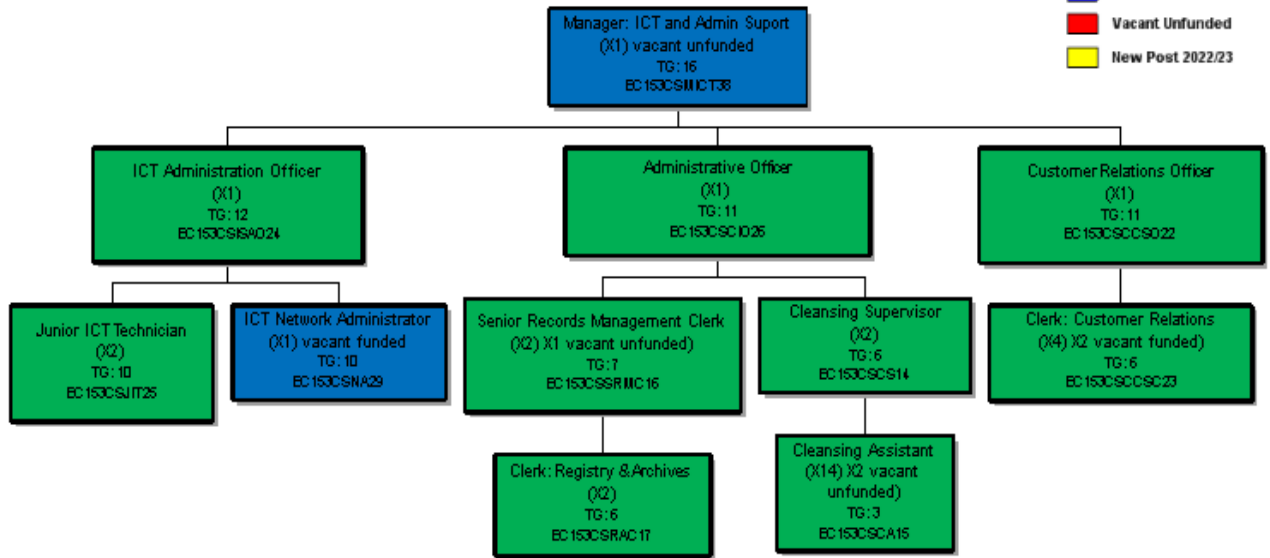 Vacant Unfunded
New Post 2022/23
Manager: ICT and Admin Suport
(X1) vacant unfunded
TG: 16
EC153CSMICT38
ICT Administration Officer
(X1)
TG: 12
EC153CSISAO24
Administrative Officer
(X1)
TG: 11
EC153CSCIO26
Customer Relations Officer
(X1)
TG: 11
EC153CSCCSO22
Junior ICT Technician
(X2)
TG: 10
EC153CSJIT25
ICT Network Administrator
(X1) vacant funded
TG: 10
EC153CSNA29
Senior Records Management Clerk
(X2) X1 vacant unfunded)
TG: 7
EC153CSSRMC16
Cleansing Supervisor
(X2)
TG: 6
EC153CSCS14
Clerk: Customer Relations
(X4) X2 vacant funded)
TG: 6
EC153CSCCSC23
Clerk: Registry & Archives
(X2)
TG: 6
EC153CSRAC17
Cleansing Assistant
(X14) X2 vacant
unfunded)
TG: 3
EC153CSCA15